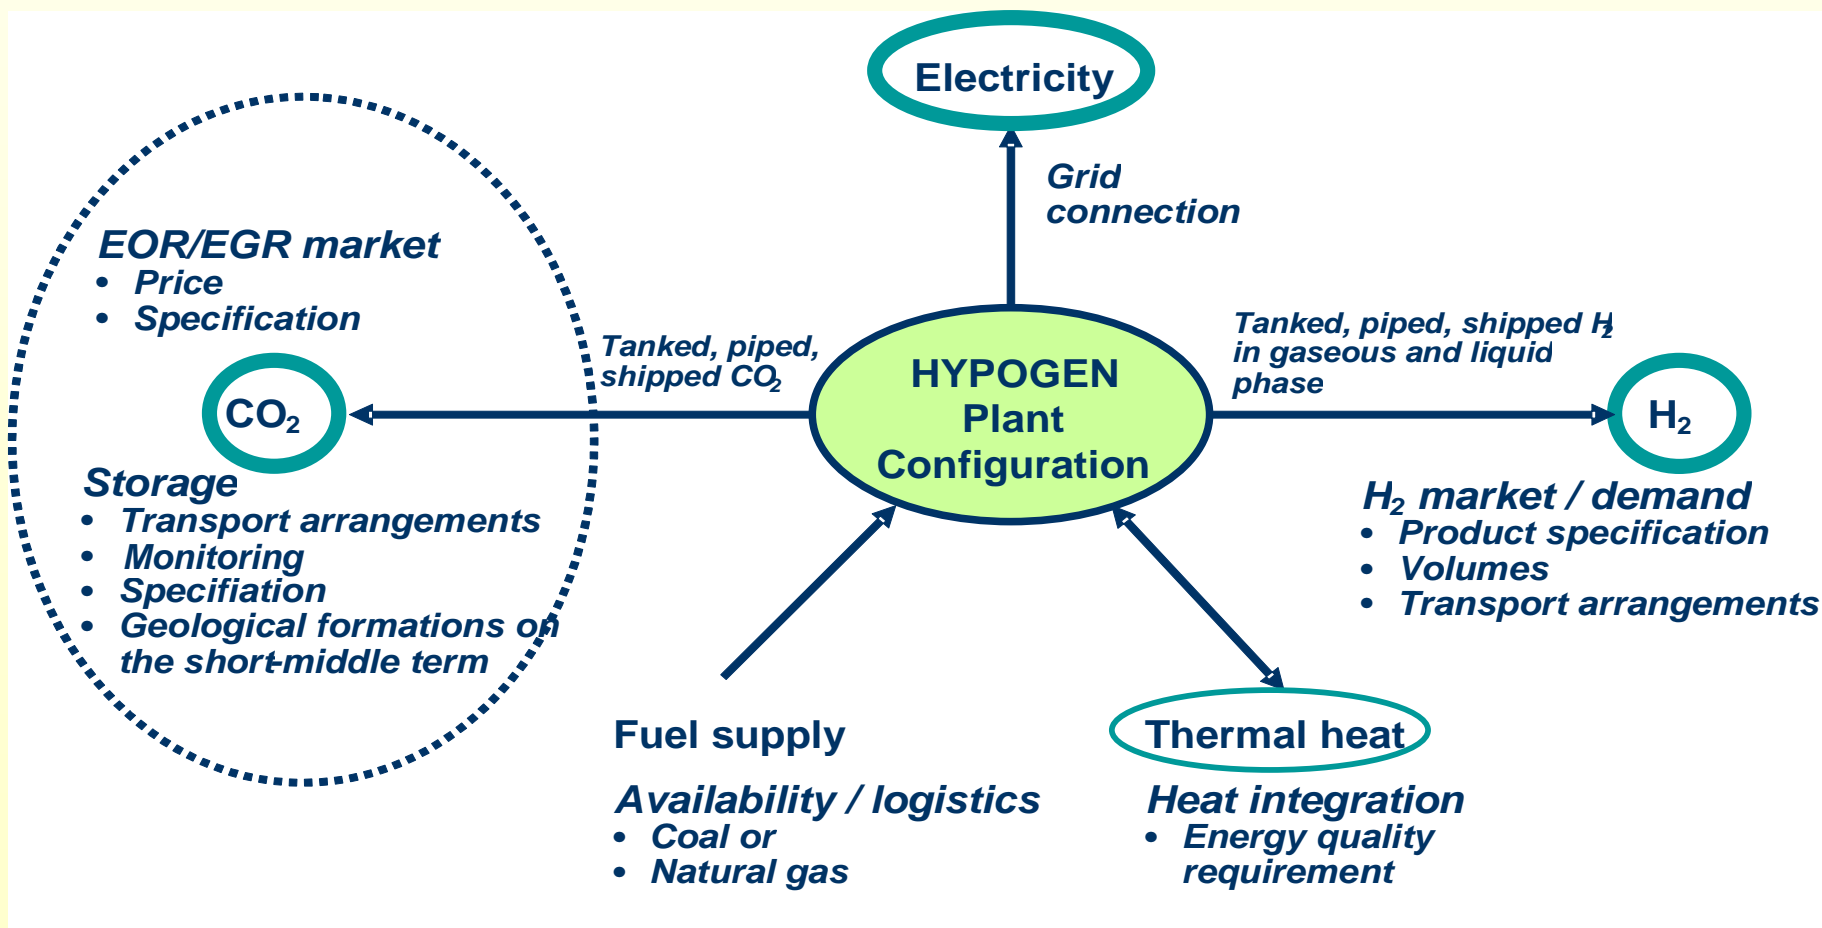 Electricity
Grid
connection
EOR/EGR market
• Price
• Specification
Tanked, piped,
shipped CO₂
CO₂
Storage
• Transport arrangements
• Monitoring
• Specifiation
• Geological formations on
the short-middle term
HYPOGEN
Plant
Configuration
Tanked, piped, shipped H₂
in gaseous and liquid
phase
H₂
H₂ market / demand
• Product specification
• Volumes
• Transport arrangements
Fuel supply
Availability / logistics
• Coal or
• Natural gas
Thermal heat
Heat integration
• Energy quality
requirement